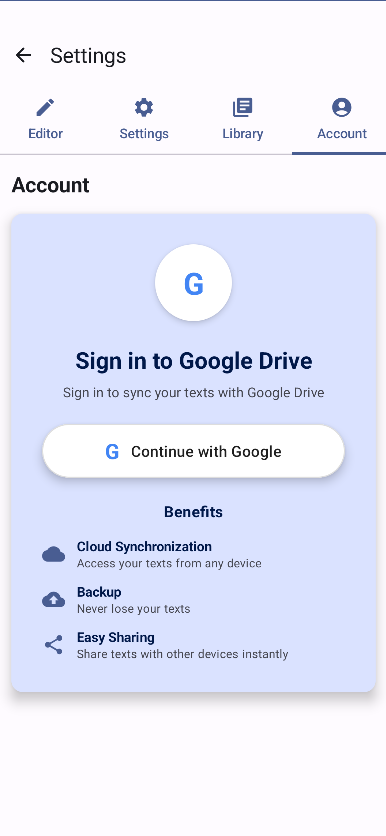 Settings
Editor
Settings
Library
Account
Account
G
Sign in to Google Drive
Sign in to sync your texts with Google Drive
G Continue with Google
Benefits
Cloud Synchronization
Access your texts from any device
Backup
Never lose your texts
Easy Sharing
Share texts with other devices instantly